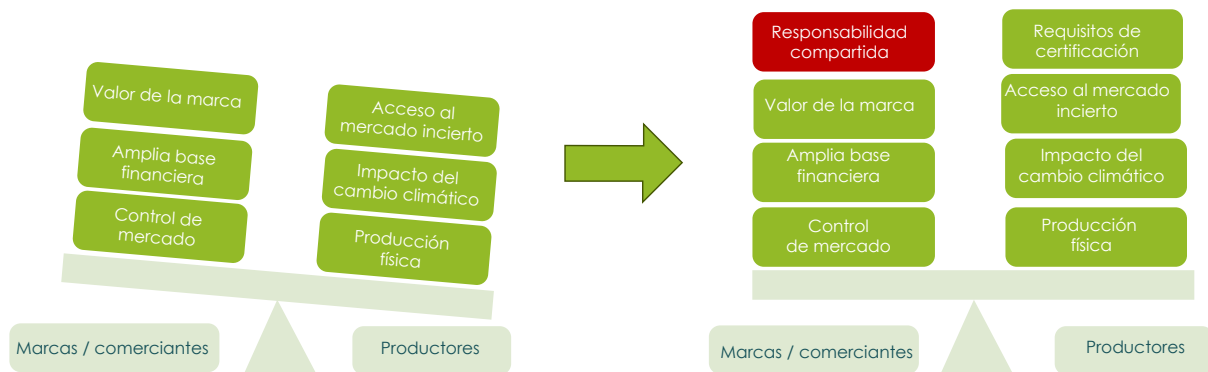 Valor de la marca
Amplia base
financiera
Control de
mercado
Acceso al
mercado incierto
Impacto del
cambio climático
Producción
física
Marcas / comerciantes
Productores
Responsabilidad
compartida
Valor de la marca
Amplia base
financiera
Control
de mercado
Requisitos de
certificación
Acceso al mercado
incierto
Impacto del
cambio climático
Producción
física
Marcas / comerciantes
Productores